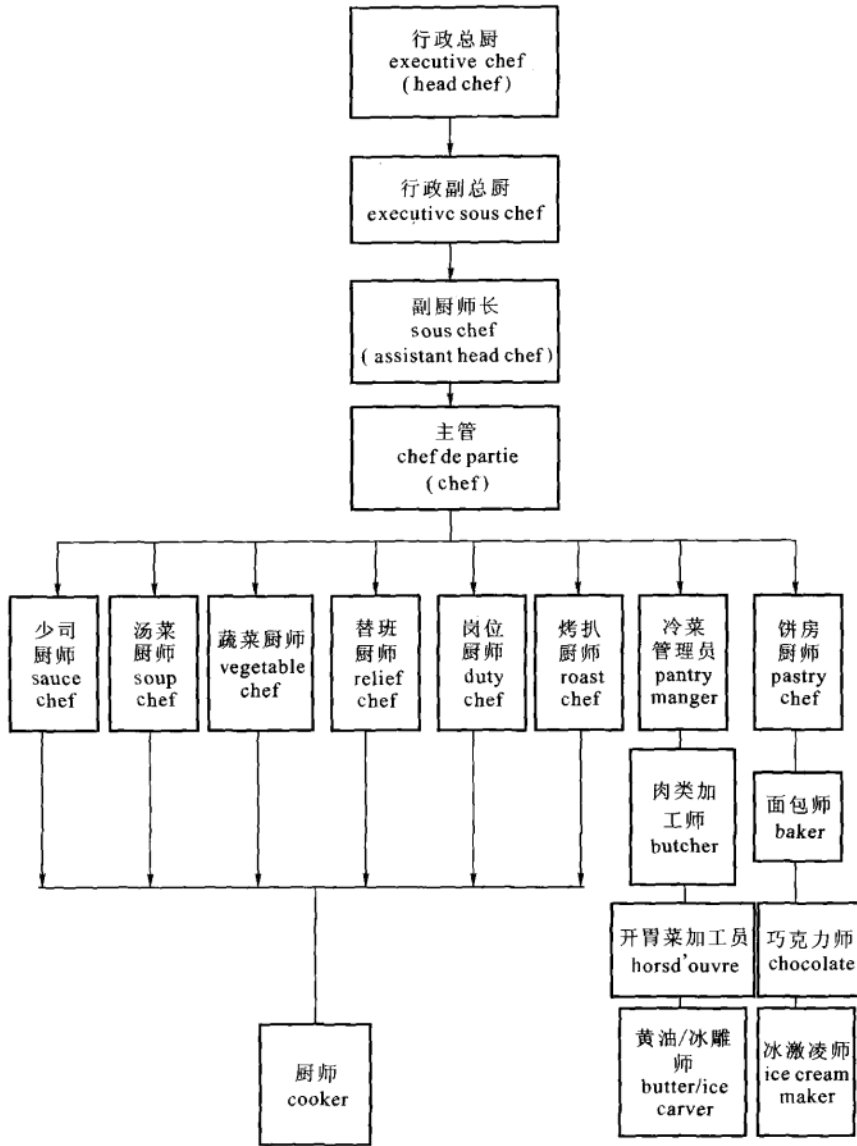 行政总厨
executive chef
(head chef)
行政副总厨
executive sous chef
副厨师长
sous chef
(assistant head chef)
主管
chef de partie
(chef)
少司
厨师
sauce
chef
汤菜
厨师
soup
chef
蔬菜厨师
vegetable
chef
替班
厨师
relief
chef
岗位
厨师
duty
chef
烤扒
厨师
roast
chef
冷菜
管理员
pantry
manger
饼房
厨师
pastry
chef
肉类加
工师
butcher
面包师
baker
开胃菜加工员
horsd'ouvre
巧克力师
chocolate
厨师
cooker
黄油/冰雕
师
butter/ice
carver
冰激凌师
ice cream
maker